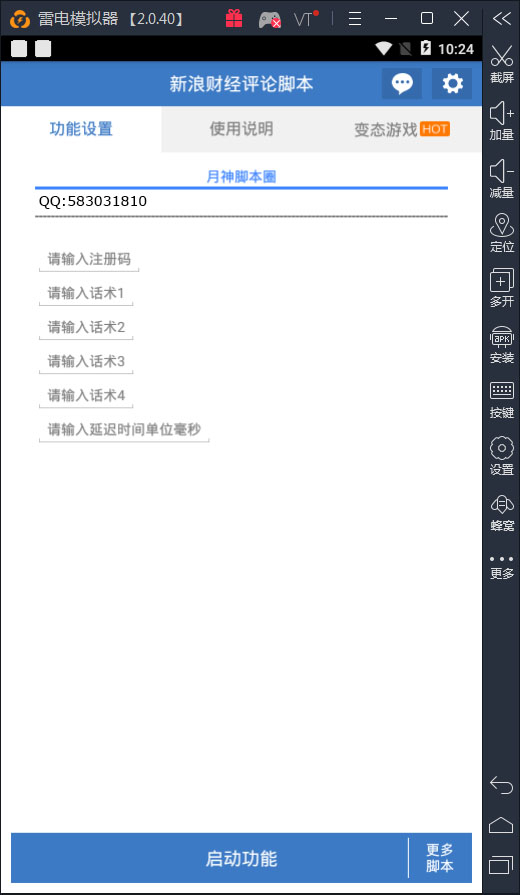 雷电模拟器 【2.0.40】
VT
10:24
新浪财经评论脚本
功能设置
使用说明
变态游戏 HOT
月神脚本圈
QQ:583031810
请输入注册码
请输入话术1
请输入话术2
请输入话术3
请输入话术4
请输入延迟时间单位毫秒
启动功能
更多
脚本
截屏
加量
减量
定位
多开
APK
安装
按键
设置
蜂窝
更多